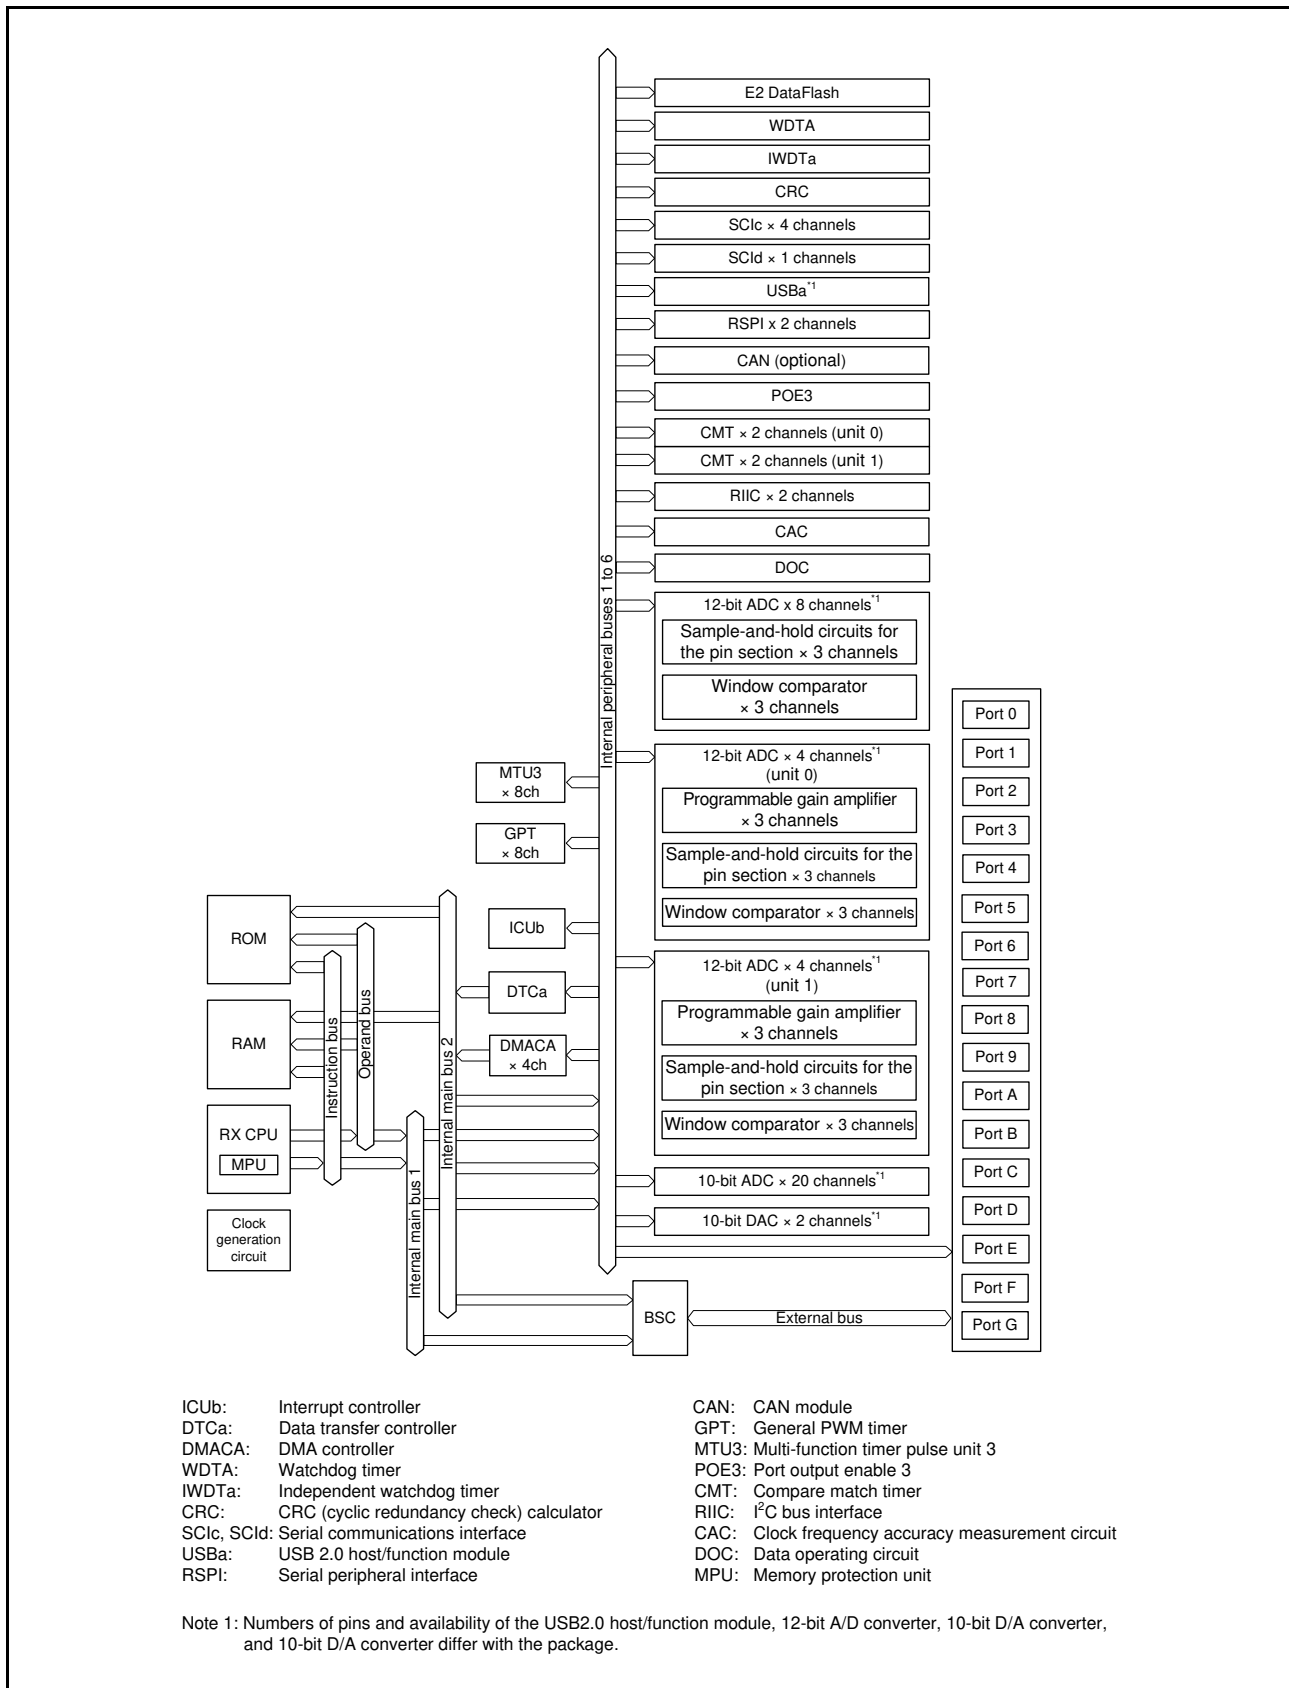 E2 DataFlash
WDTA
IWDTa
CRC
SCIc × 4 channels
SCId × 1 channels
USBa*1
RSPI x 2 channels
CAN (optional)
POE3
CMT × 2 channels (unit 0)
CMT × 2 channels (unit 1)
RIIC × 2 channels
CAC
DOC
12-bit ADC x 8 channels*1
Sample-and-hold circuits for
the pin section × 3 channels
Window comparator
× 3 channels
12-bit ADC × 4 channels*1
(unit 0)
Programmable gain amplifier
× 3 channels
Sample-and-hold circuits for the
pin section × 3 channels
Window comparator × 3 channels
12-bit ADC × 4 channels*1
(unit 1)
Programmable gain amplifier
× 3 channels
Sample-and-hold circuits for the
pin section × 3 channels
Window comparator × 3 channels
10-bit ADC × 20 channels*1
10-bit DAC × 2 channels*1
Internal peripheral buses 1 to 6
MTU3
× 8ch
GPT
× 8ch
ICUb
DTCa
DMACA
× 4ch
ROM
RAM
RX CPU
MPU
Clock
generation
circuit
Instruction bus
Operand bus
Internal main bus 1
Internal main bus 2
BSC
External bus
Port 0
Port 1
Port 2
Port 3
Port 4
Port 5
Port 6
Port 7
Port 8
Port 9
Port A
Port B
Port C
Port D
Port E
Port F
Port G
ICUb: Interrupt controller
DTCa: Data transfer controller
DMACA: DMA controller
WDTA: Watchdog timer
IWDTa: Independent watchdog timer
CRC: CRC (cyclic redundancy check) calculator
SCIc, SCId: Serial communications interface
USBa: USB 2.0 host/function module
RSPI: Serial peripheral interface
CAN: CAN module
GPT: General PWM timer
MTU3: Multi-function timer pulse unit 3
POE3: Port output enable 3
CMT: Compare match timer
RIIC: I2C bus interface
CAC: Clock frequency accuracy measurement circuit
DOC: Data operating circuit
MPU: Memory protection unit
Note 1: Numbers of pins and availability of the USB2.0 host/function module, 12-bit A/D converter, 10-bit D/A converter,
and 10-bit D/A converter differ with the package.